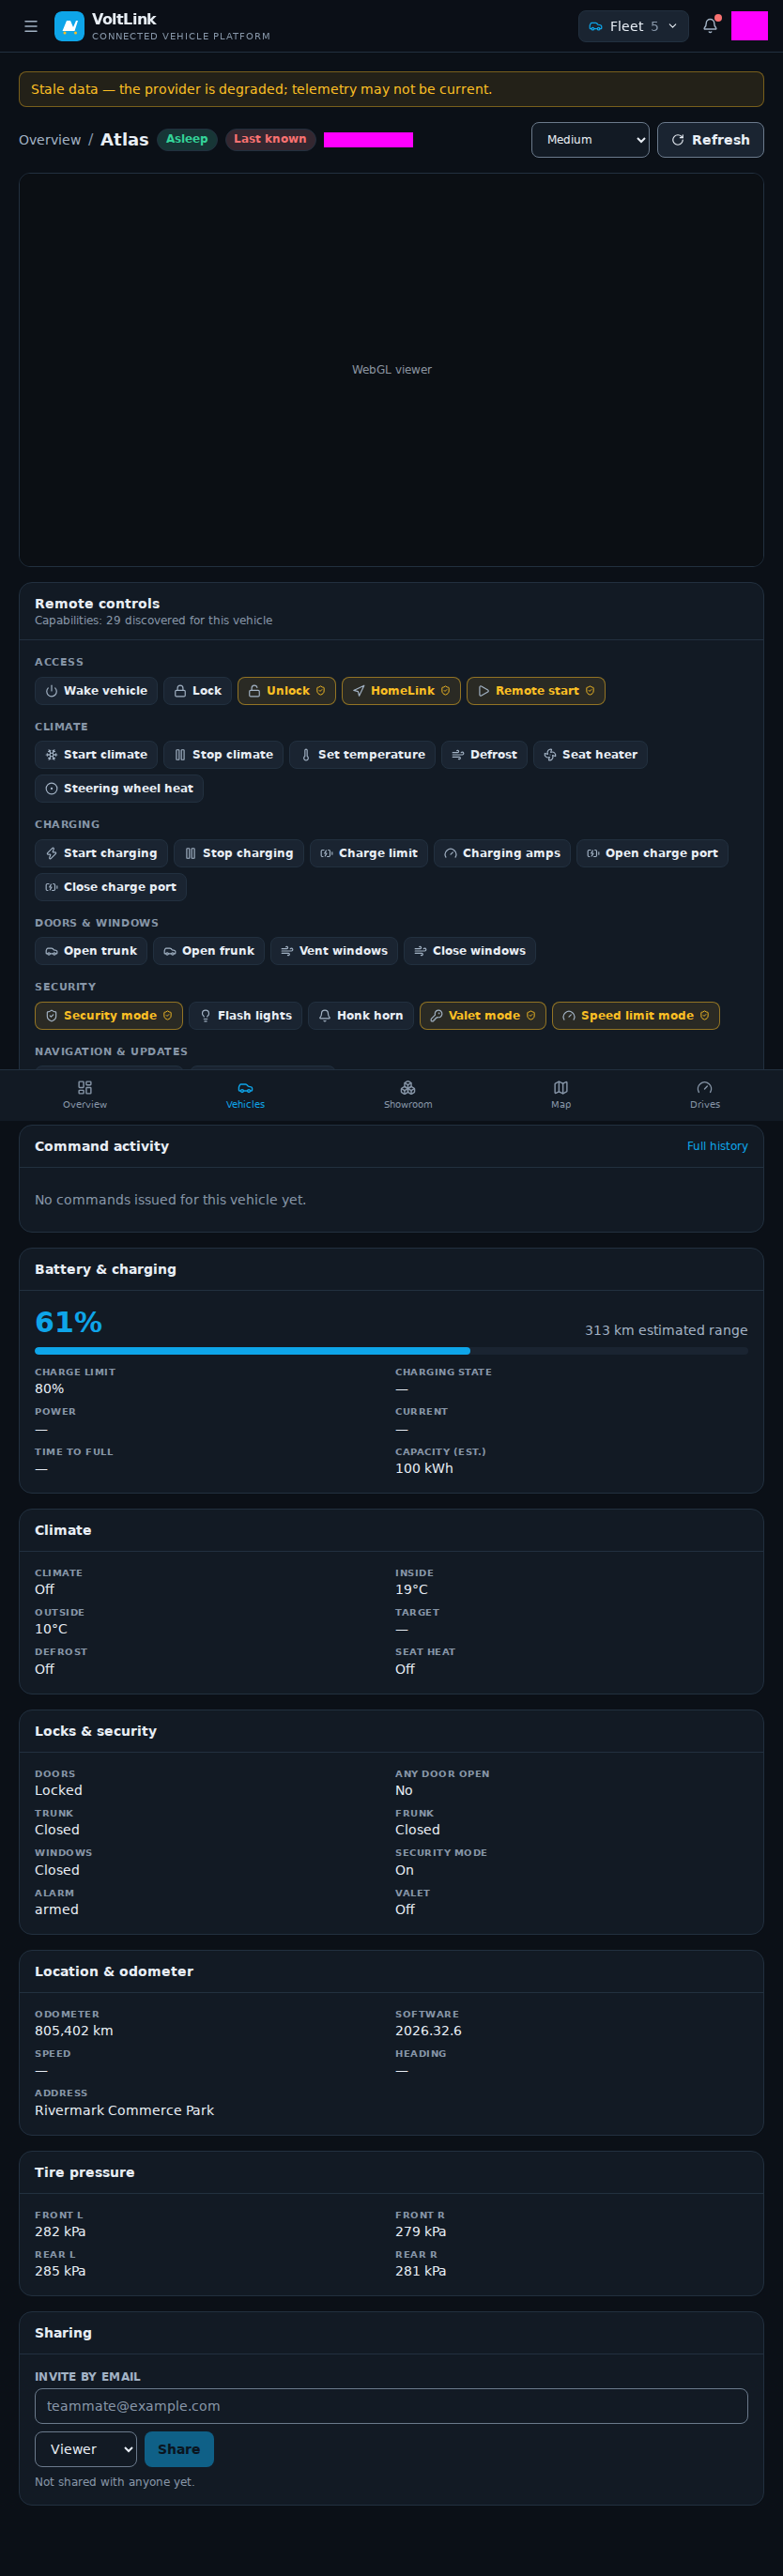 VoltLink
CONNECTED VEHICLE PLATFORM
Fleet 5
Stale data — the provider is degraded; telemetry may not be current.
Overview / Atlas Asleep Last known
Medium
Refresh
WebGL viewer
Remote controls
Capabilities: 29 discovered for this vehicle
ACCESS
Wake vehicle Lock Unlock HomeLink Remote start
CLIMATE
Start climate Stop climate Set temperature Defrost Seat heater
Steering wheel heat
CHARGING
Start charging Stop charging Charge limit Charging amps Open charge port
Close charge port
DOORS & WINDOWS
Open trunk Open frunk Vent windows Close windows
SECURITY
Security mode Flash lights Honk horn Valet mode Speed limit mode
NAVIGATION & UPDATES
Overview Vehicles Showroom Map Drives
Command activity Full history
No commands issued for this vehicle yet.
Battery & charging
61% 313 km estimated range
CHARGE LIMIT CHARGING STATE
80% —
POWER CURRENT
— —
TIME TO FULL CAPACITY (EST.)
— 100 kWh
Climate
CLIMATE INSIDE
Off 19°C
OUTSIDE TARGET
10°C —
DEFROST SEAT HEAT
Off Off
Locks & security
DOORS ANY DOOR OPEN
Locked No
TRUNK FRUNK
Closed Closed
WINDOWS SECURITY MODE
Closed On
ALARM VALET
armed Off
Location & odometer
ODOMETER SOFTWARE
805,402 km 2026.32.6
SPEED HEADING
— —
ADDRESS
Rivermark Commerce Park
Tire pressure
FRONT L FRONT R
282 kPa 279 kPa
REAR L REAR R
285 kPa 281 kPa
Sharing
INVITE BY EMAIL
teammate@example.com
Viewer Share
Not shared with anyone yet.